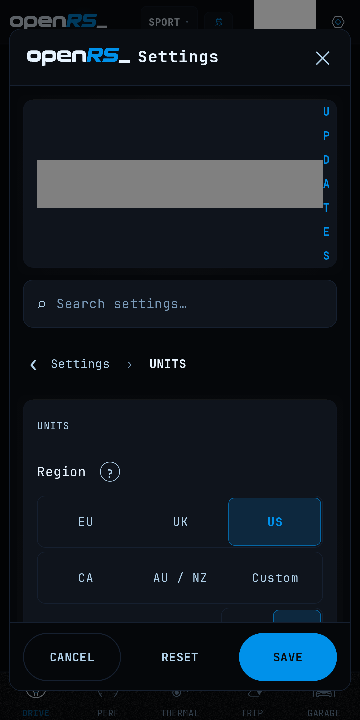 openRS_
SPORT
openRS_ Settings
UPDATES
Search settings…
Settings › UNITS
UNITS
Region ?
EU UK US
CA AU / NZ Custom
CANCEL RESET SAVE
DRIVE THERMAL TRIP GARAGE